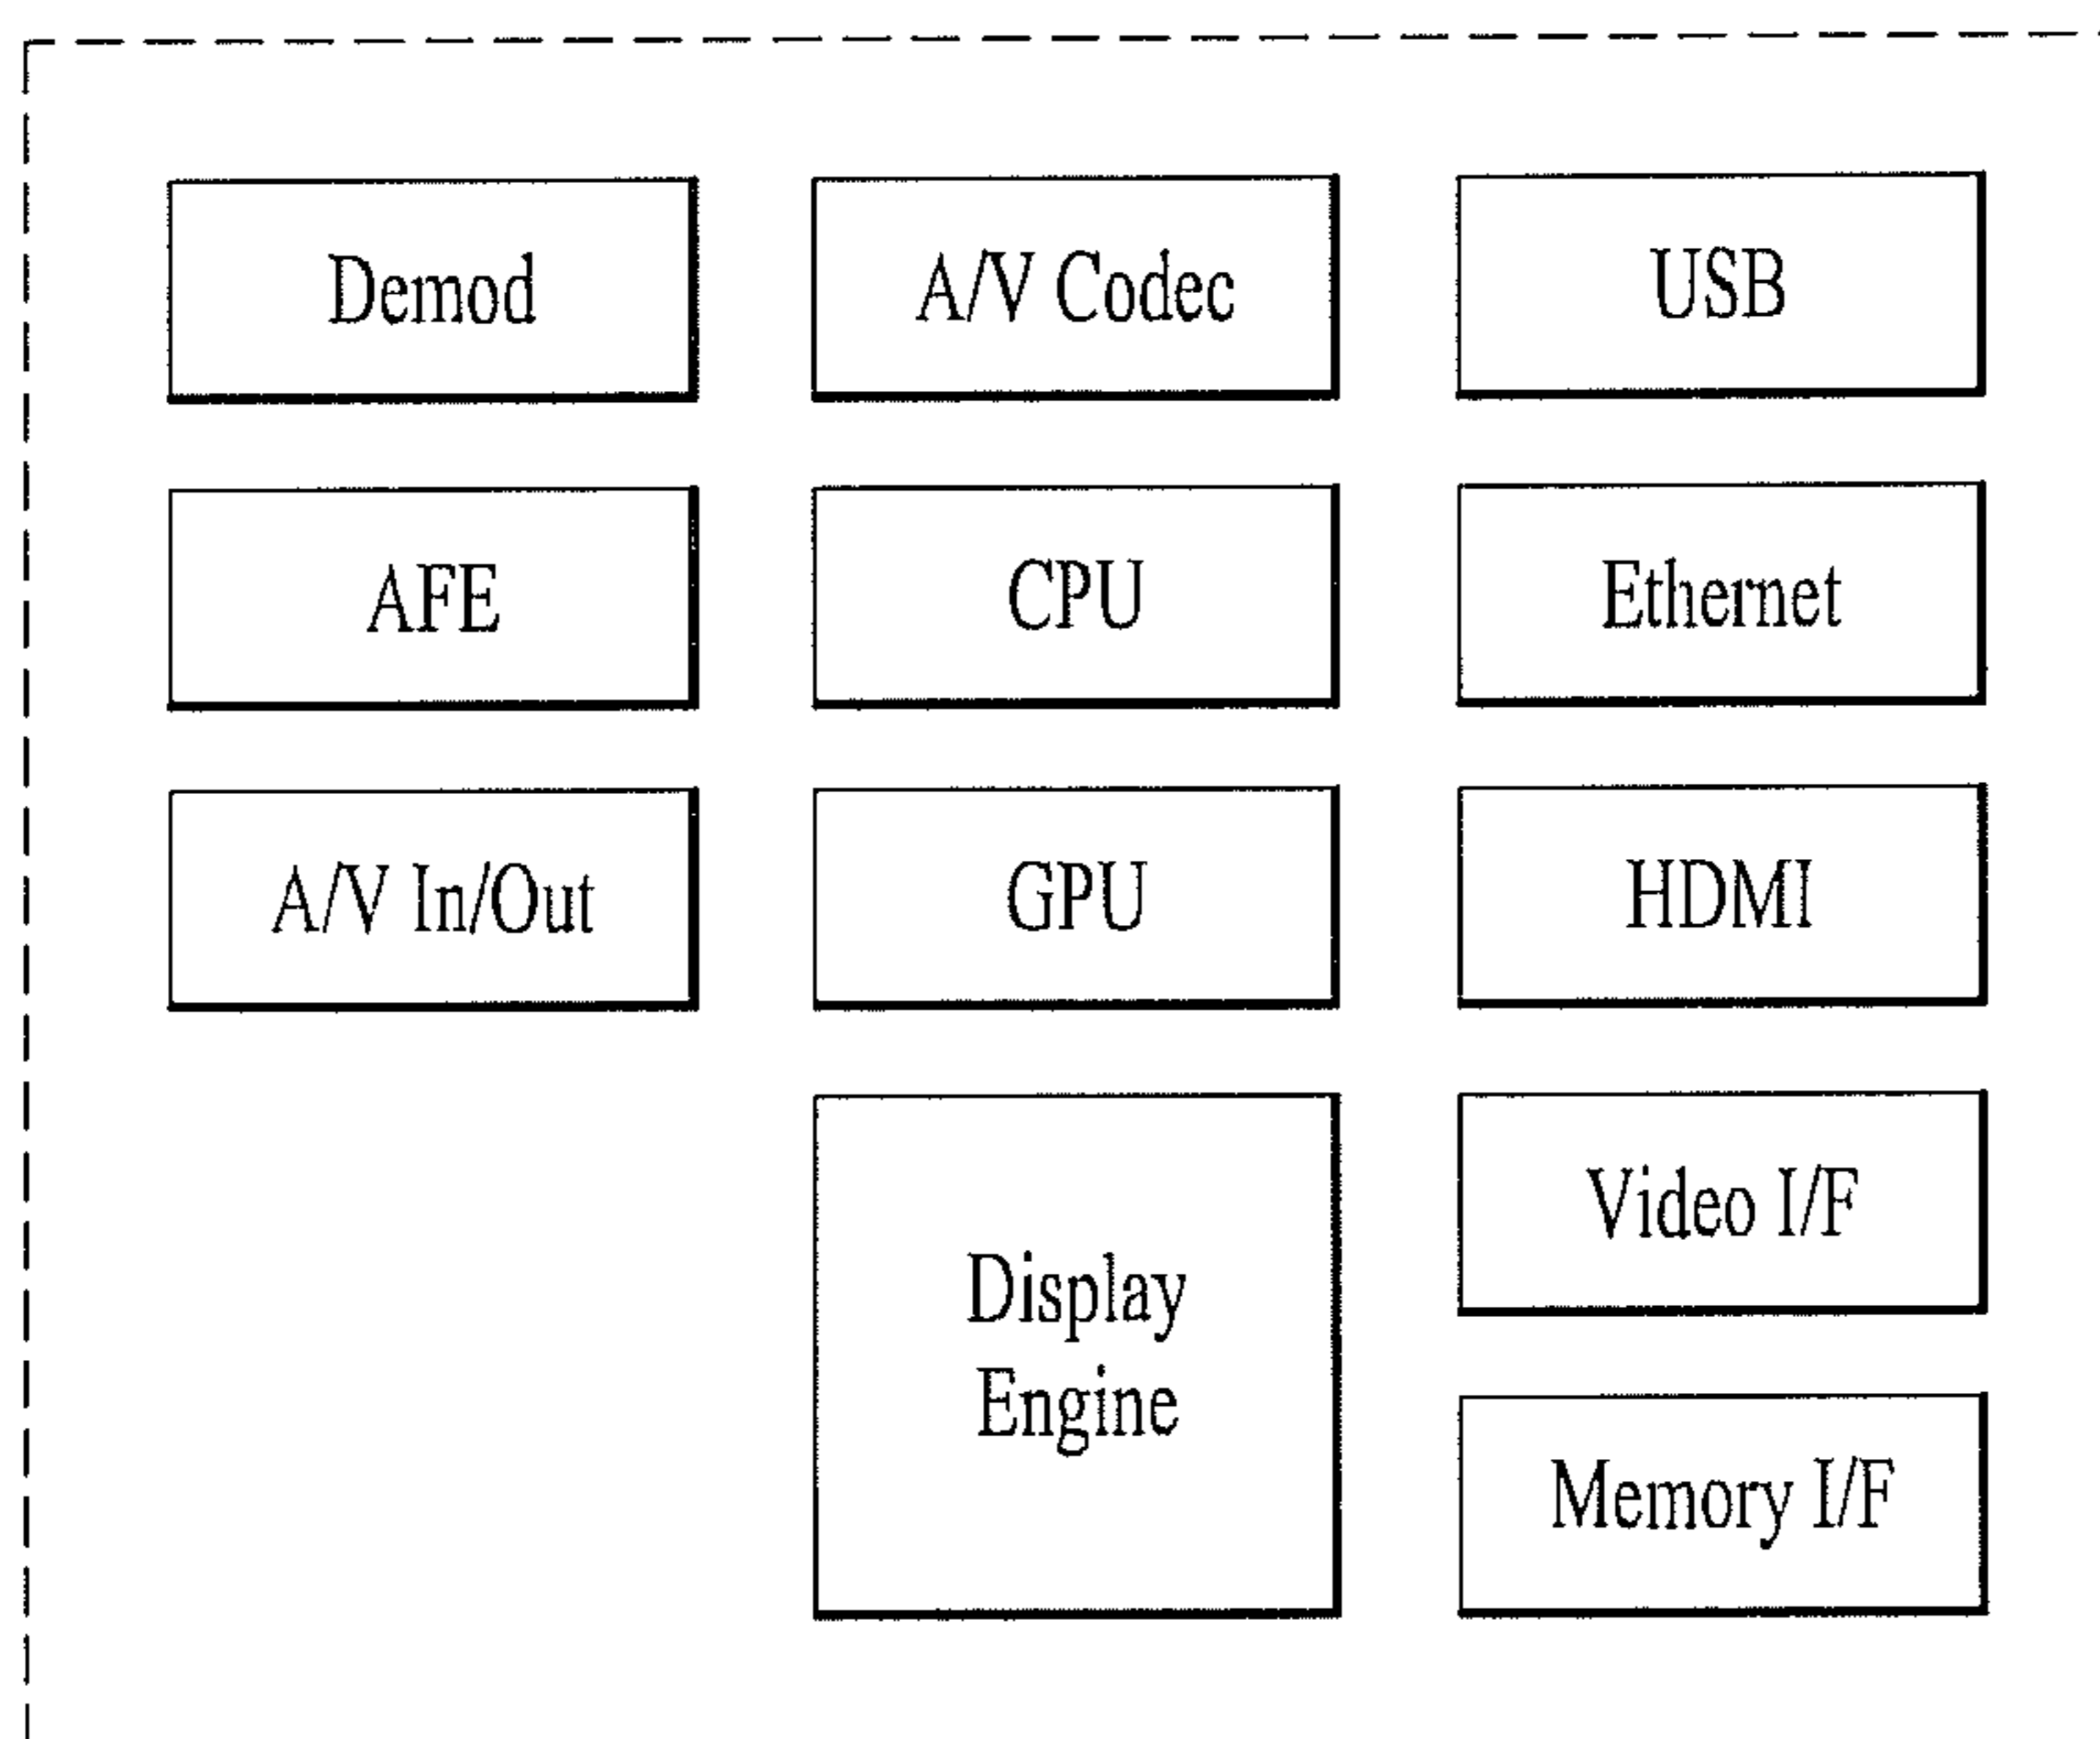 Demod
A/V Codec
USB
AFE
CPU
Ethernet
A/V In/Out
GPU
HDMI
Display
Engine
Video I/F
Memory I/F